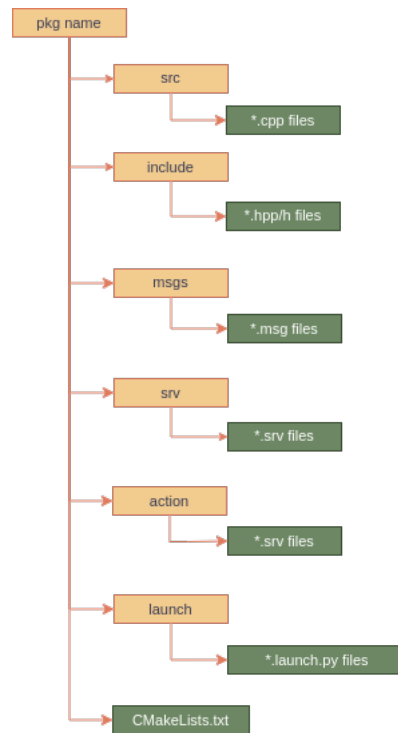 pkg name
src
*.cpp files
include
*.hpp/h files
msgs
*.msg files
srv
*.srv files
action
*.srv files
launch
*.launch.py files
CMakeLists.txt